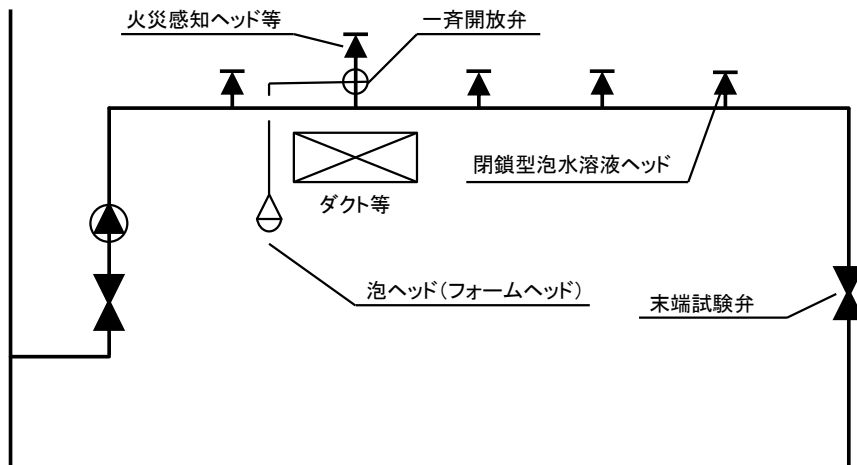 火災感知ヘッド等
一斉開放弁
閉鎖型泡水溶液ヘッド
ダクト等
泡ヘッド（フォームヘッド）
末端試験弁